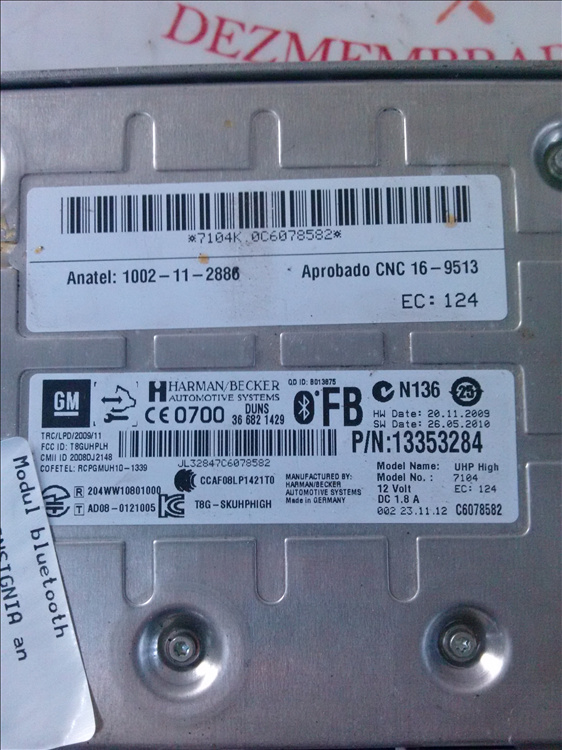 DEZMEMBRAR
*7104K 0C6078582*
Anatel: 1002-11-2886 Aprobado CNC 16-9513
EC: 124
GM HARMAN/BECKER
AUTOMOTIVE SYSTEMS
CE 0700 DUNS
36 682 1429
QD ID: B013875
FB
N136 25
HW Date: 20.11.2009
SW Date: 26.05.2010
P/N:13353284
TRC/LPD/2009/11
FCC ID: T8GUHPLH
CMII ID 2008DJ2148
COFETEL: RCPGMUH10-1339
JL32847C6078582
CCAF08LP1421T0
R 204WW10801000
T AD08-0121005
T8G-SKUHPHIGH
MANUFACTURED BY:
HARMAN/BECKER
AUTOMOTIVE SYSTEMS
Made in GERMANY
Model Name: UHP High
Model No.: 7104
12 Volt EC: 124
DC 1.8 A
002 23.11.12 C6078582
Modul bluetooth
INSIGNIA an